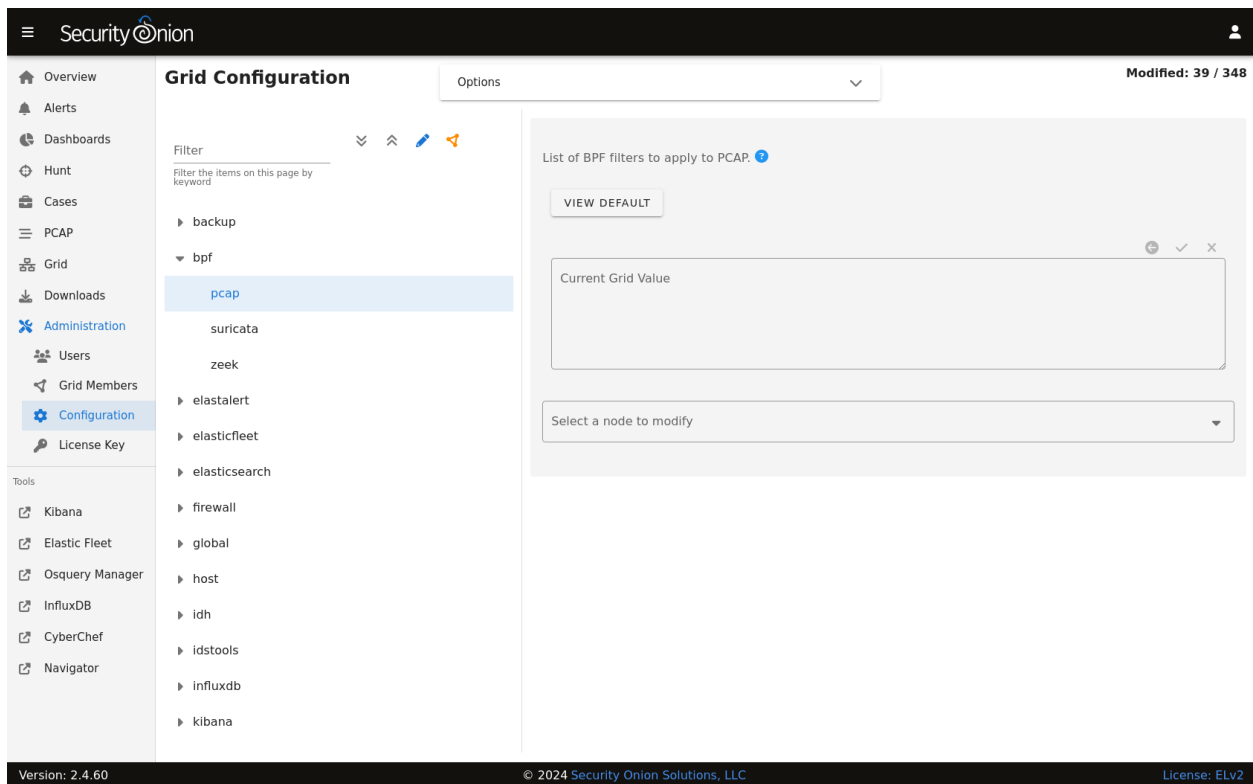 Security Onion
Overview
Alerts
Dashboards
Hunt
Cases
PCAP
Grid
Downloads
Administration
Users
Grid Members
Configuration
License Key
Tools
Kibana
Elastic Fleet
Osquery Manager
InfluxDB
CyberChef
Navigator
Grid Configuration
Options
Modified: 39 / 348
Filter
Filter the items on this page by
keyword
backup
bpf
pcap
suricata
zeek
elastalert
elasticfleet
elasticsearch
firewall
global
host
idh
idstools
influxdb
kibana
List of BPF filters to apply to PCAP. ?
VIEW DEFAULT
Current Grid Value
Select a node to modify
Version: 2.4.60
© 2024 Security Onion Solutions, LLC
License: ELv2